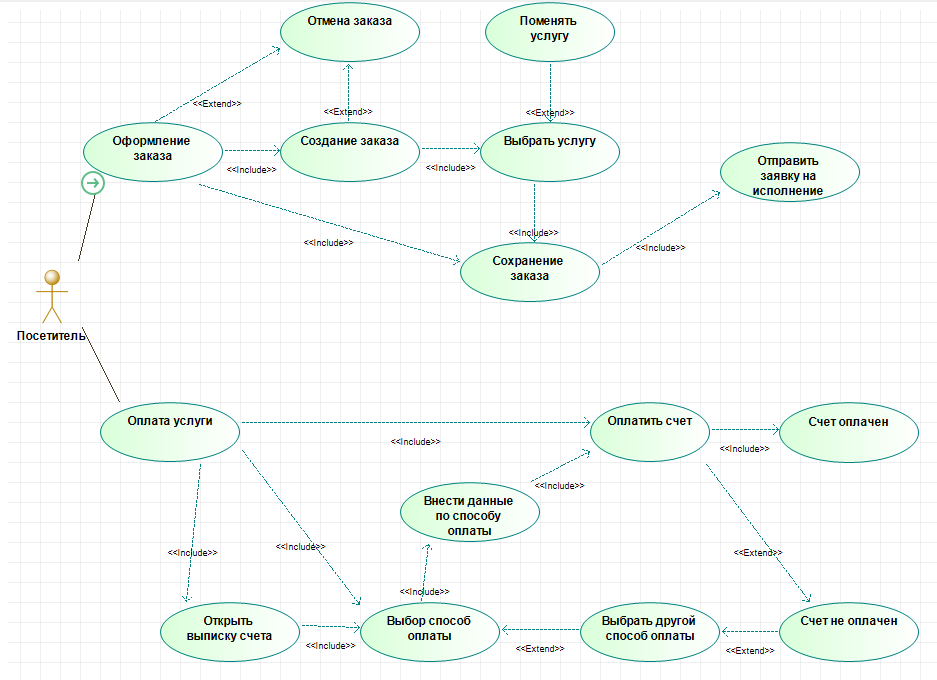 Отмена заказа
Поменять
услугу
<<Extend>>
<<Extend>>
<<Extend>>
Оформление
заказа
Создание заказа
Выбрать услугу
<<Include>>
<<Include>>
Отправить
заявку на
исполнение
<<Include>>
<<Include>>
<<Include>>
Сохранение
заказа
Посетитель
Оплата услуги
Оплатить счет
Счет оплачен
<<Include>>
<<Include>>
<<Include>>
Внести данные
по способу
оплаты
<<Include>>
<<Include>>
<<Extend>>
<<Include>>
Открыть
выписку счета
Выбор способ
оплаты
Выбрать другой
способ оплаты
Счет не оплачен
<<Include>>
<<Extend>>
<<Extend>>